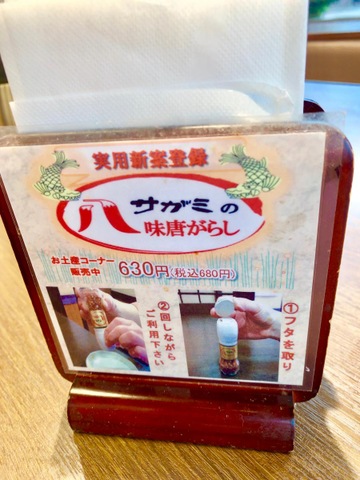 実用新案登録
八
サガミの
味唐がらし
お土産コーナー
販売中
630円(税込680円)
①フタを取り
②回しながら
ご利用下さい